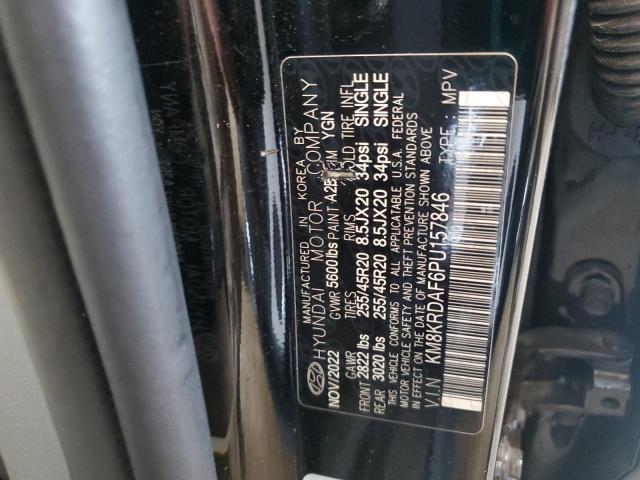 MANUFACTURED IN KOREA BY
HYUNDAI MOTOR COMPANY
NOV/2022 GVWR 5600lbs PAINT TRIM YGN
GAWR TIRES RIMS COLD TIRE INFL
FRONT 2822 lbs 255/45R20 8.5JX20 34psi SINGLE
REAR 3020 lbs 255/45R20 8.5JX20 34psi SINGLE
THIS VEHICLE CONFORMS TO ALL APPLICABLE U.S.A. FEDERAL
MOTOR VEHICLE SAFETY AND THEFT PREVENTION STANDARDS
IN EFFECT ON THE DATE OF MANUFACTURE SHOWN ABOVE.
V.I.N : KM8KRDAF6PU157846 TYPE : MPV